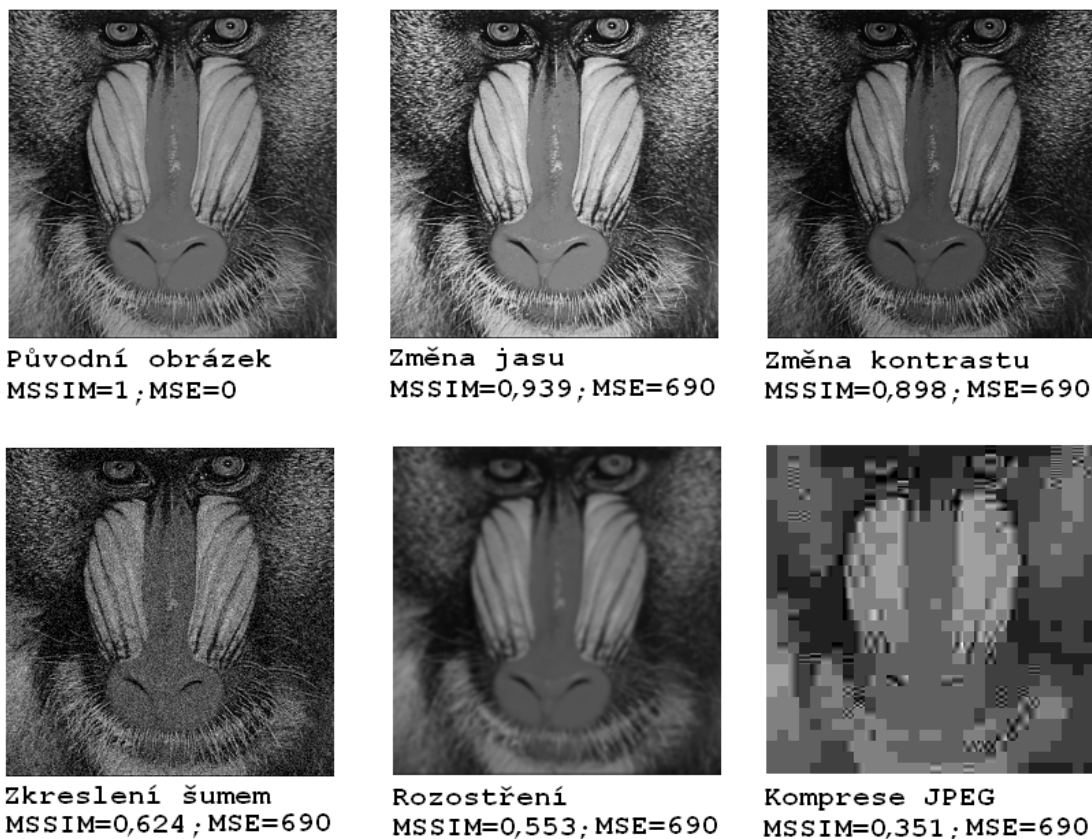 Původní obrázek
MSSIM=1;MSE=0
Změna jasu
MSSIM=0,939;MSE=690
Změna kontrastu
MSSIM=0,898;MSE=690
Zkreslení šumem
MSSIM=0,624;MSE=690
Rozostření
MSSIM=0,553;MSE=690
Komprese JPEG
MSSIM=0,351;MSE=690